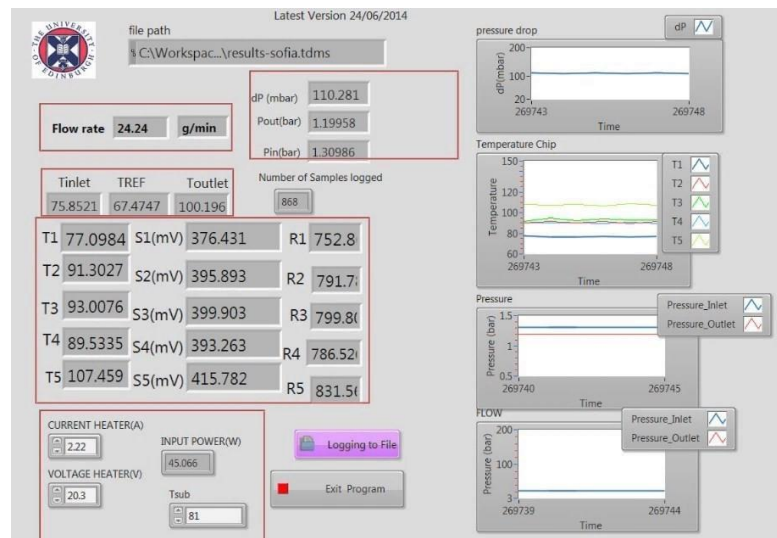 Latest Version 24/06/2014
THE UNIVERSITY OF EDINBURGH
file path
C:\Workspac...\results-sofia.tdms
Flow rate 24.24 g/min
dP (mbar) 110.281
Pout(bar) 1.19958
Pin(bar) 1.30986
Tinlet TREF Toutlet
75.8521 67.4747 100.196
Number of Samples logged
868
T1 77.0984 S1(mV) 376.431 R1 752.8
T2 91.3027 S2(mV) 395.893 R2 791.7
T3 93.0076 S3(mV) 399.903 R3 799.8
T4 89.5335 S4(mV) 393.263 R4 786.52
T5 107.459 S5(mV) 415.782 R5 831.5
CURRENT HEATER(A)
2.22
INPUT POWER(W)
45.066
VOLTAGE HEATER(V)
20.3
Tsub
81
Logging to File
Exit Program
pressure drop
dP
200
100
20
dP(mbar)
269743 269748
Time
Temperature Chip
150
120
100
80
60
Temperature
T1
T2
T3
T4
T5
269743 269748
Time
Pressure
Pressure_Inlet
Pressure_Outlet
1.5
1
0.5
Pressure (bar)
269740 269745
Time
FLOW
Pressure_Inlet
Pressure_Outlet
200
100
3
Pressure (bar)
269739 269744
Time